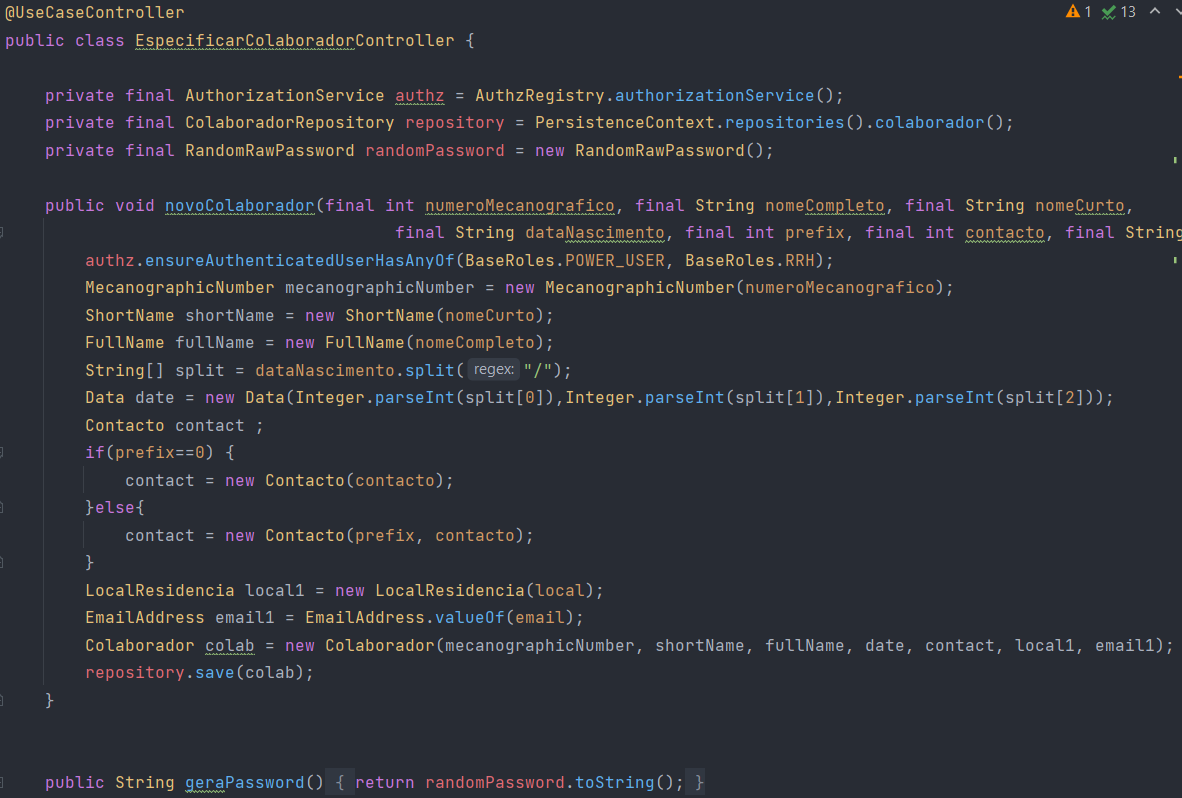 @UseCaseController
1 13
public class EspecificarColaboradorController {
private final AuthorizationService authz = AuthzRegistry.authorizationService();
private final ColaboradorRepository repository = PersistenceContext.repositories().colaborador();
private final RandomRawPassword randomPassword = new RandomRawPassword();
public void novoColaborador(final int numeroMecanografico, final String nomeCompleto, final String nomeCurto,
final String dataNascimento, final int prefix, final int contacto, final String
authz.ensureAuthenticatedUserHasAnyOf(BaseRoles.POWER_USER, BaseRoles.RRH);
MecanographicNumber mecanographicNumber = new MecanographicNumber(numeroMecanografico);
ShortName shortName = new ShortName(nomeCurto);
FullName fullName = new FullName(nomeCompleto);
String[] split = dataNascimento.split( regex: "/");
Data date = new Data(Integer.parseInt(split[0]),Integer.parseInt(split[1]),Integer.parseInt(split[2]));
Contacto contact ;
if(prefix==0) {
contact = new Contacto(contacto);
}else{
contact = new Contacto(prefix, contacto);
}
LocalResidencia local1 = new LocalResidencia(local);
EmailAddress email1 = EmailAddress.valueOf(email);
Colaborador colab = new Colaborador(mecanographicNumber, shortName, fullName, date, contact, local1, email1);
repository.save(colab);
}
public String geraPassword() { return randomPassword.toString(); }